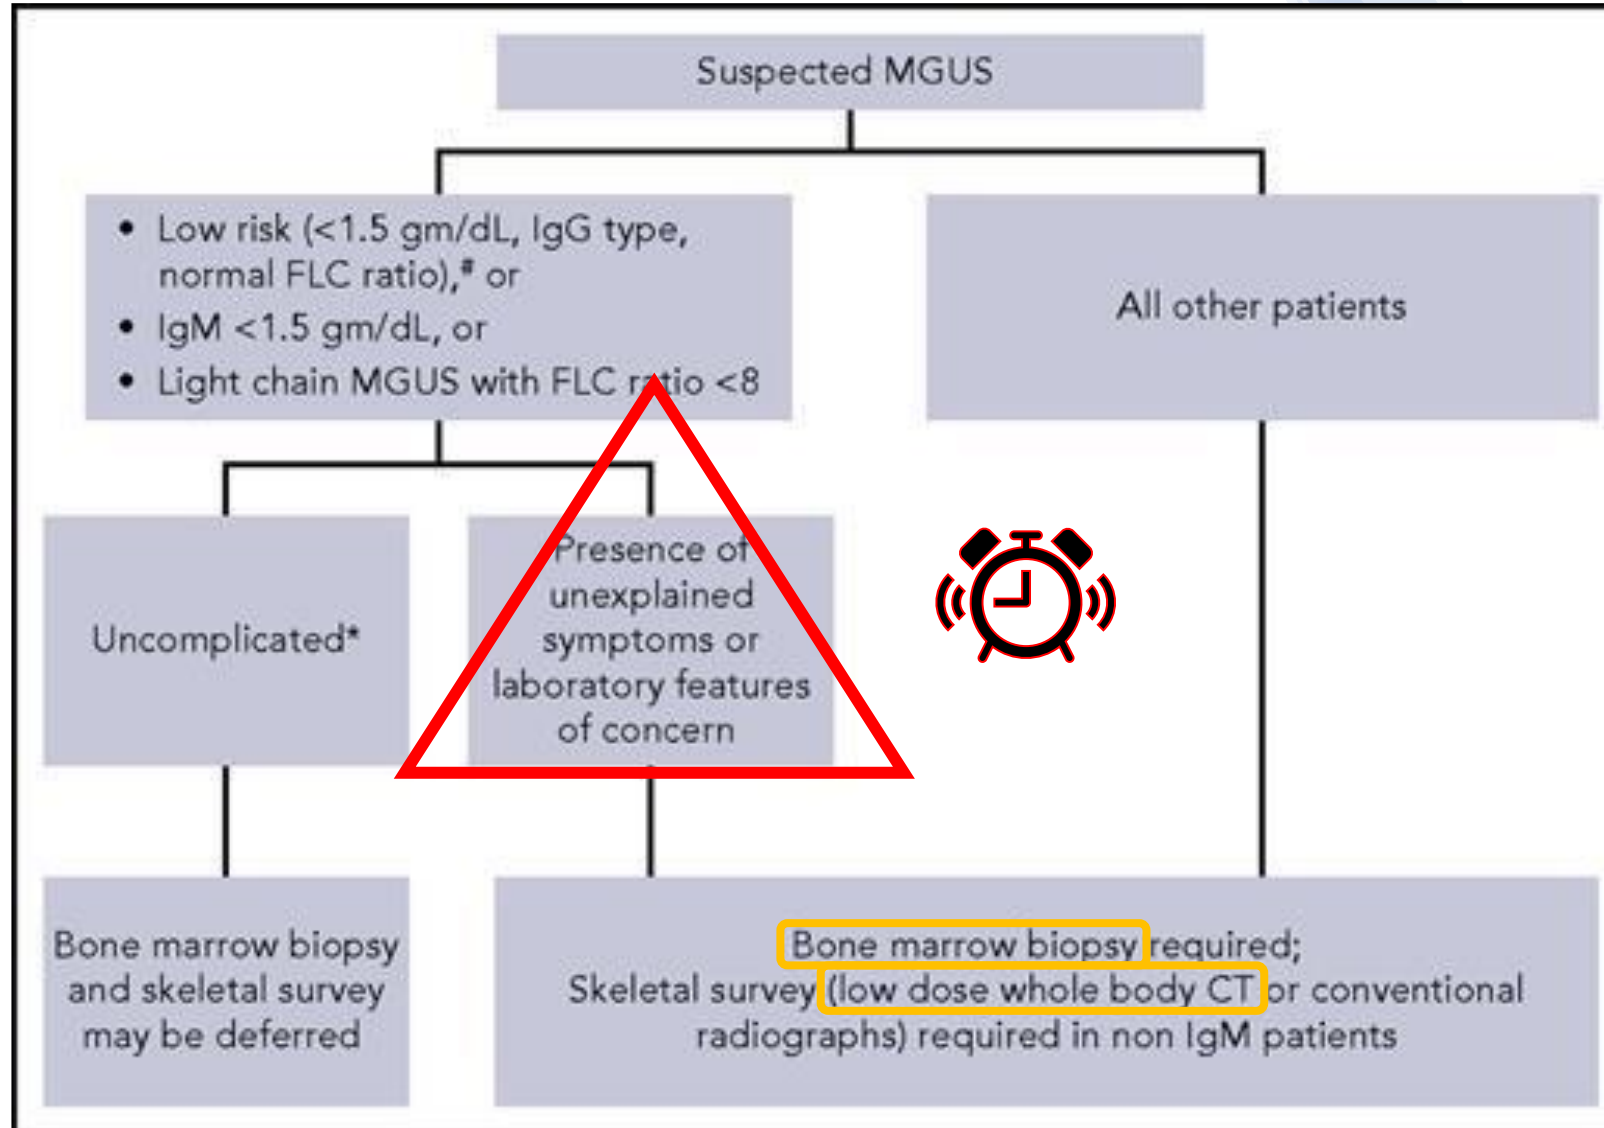 Suspected MGUS
• Low risk (<1.5 gm/dL, IgG type,
normal FLC ratio),# or
• IgM <1.5 gm/dL, or
• Light chain MGUS with FLC ratio <8
All other patients
Uncomplicated*
Presence of
unexplained
symptoms or
laboratory features
of concern
Bone marrow biopsy
and skeletal survey
may be deferred
Bone marrow biopsy required;
Skeletal survey (low dose whole body CT or conventional
radiographs) required in non IgM patients